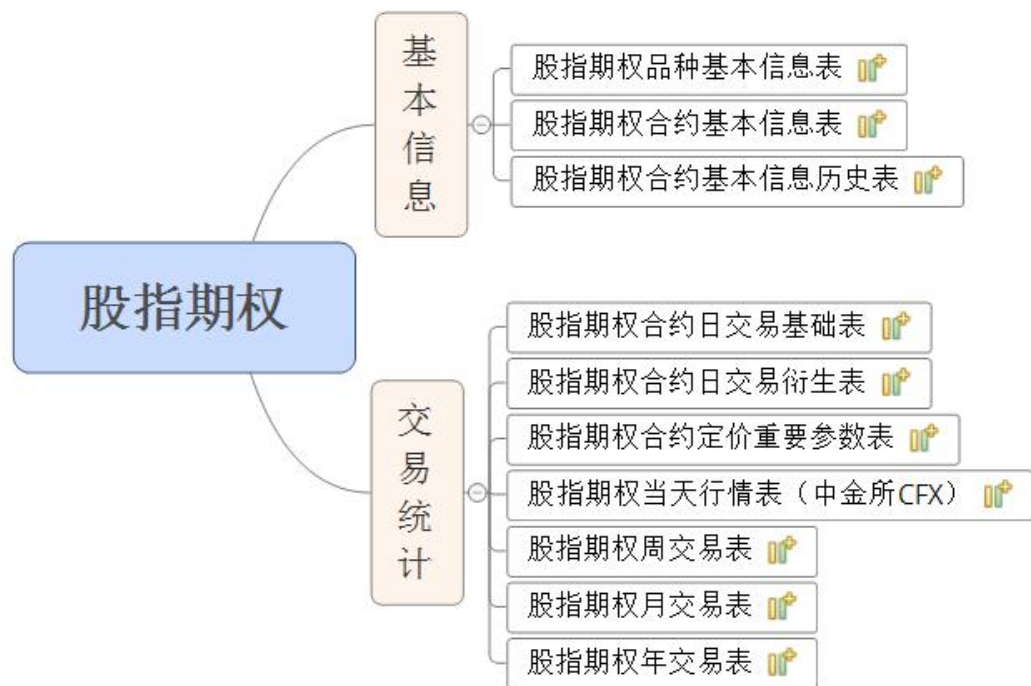 基本信息
股指期权品种基本信息表
股指期权合约基本信息表
股指期权合约基本信息历史表
股指期权
交易统计
股指期权合约日交易基础表
股指期权合约日交易衍生表
股指期权合约定价重要参数表
股指期权当天行情表（中金所CFX）
股指期权周交易表
股指期权月交易表
股指期权年交易表